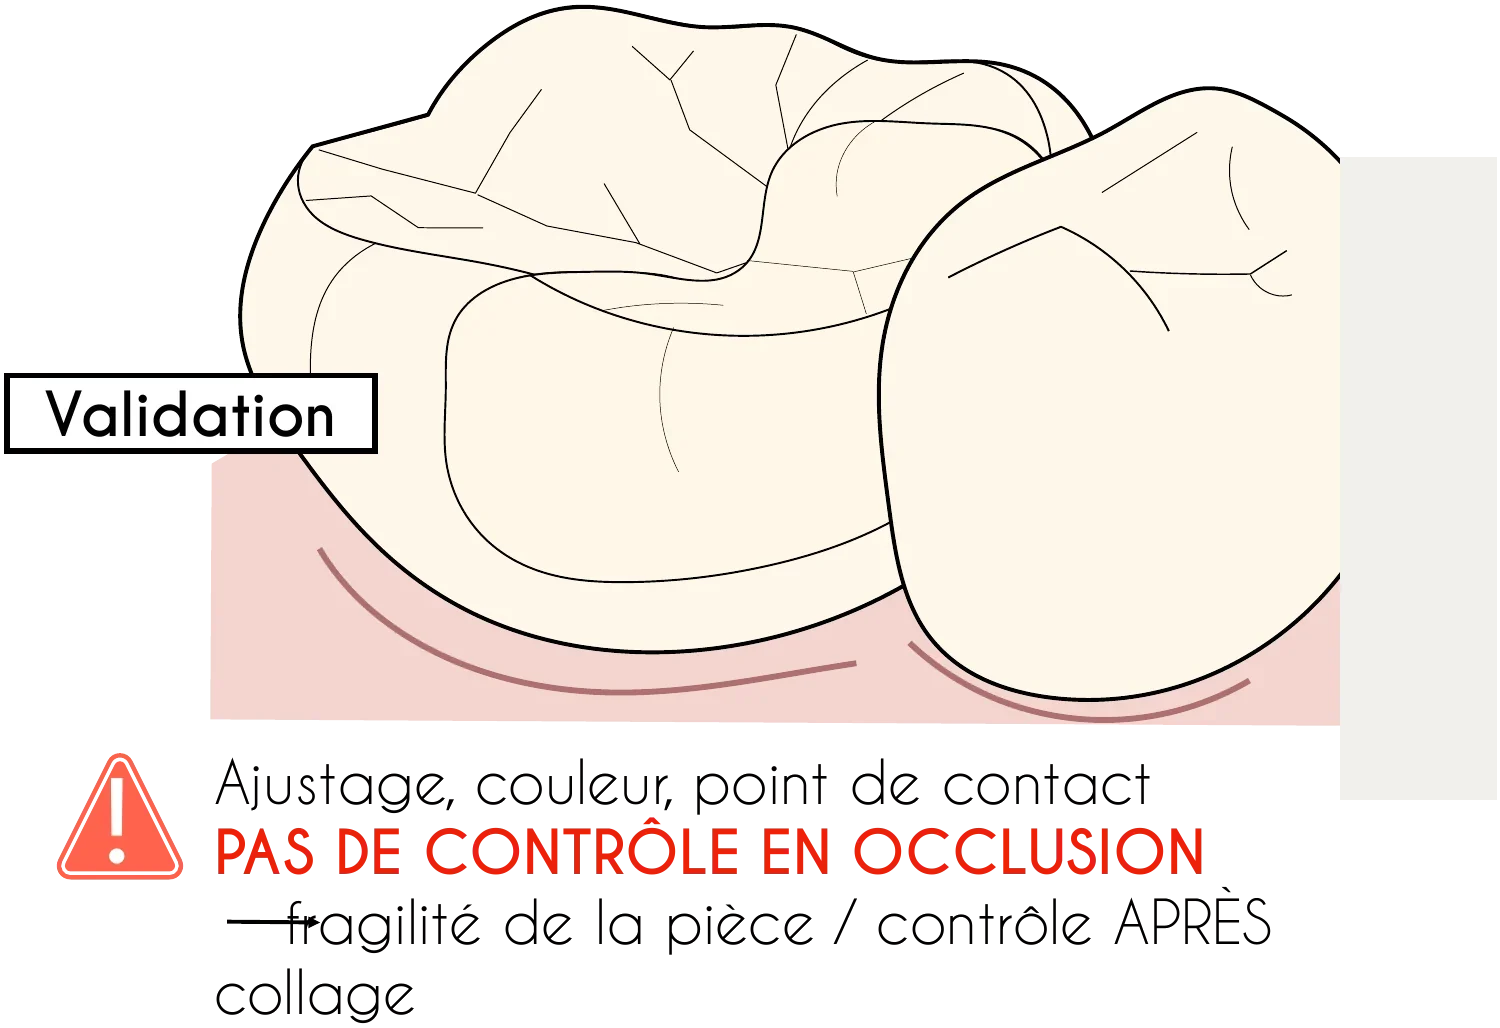 Validation
Ajustage, couleur, point de contact
PAS DE CONTRÔLE EN OCCLUSION
fragilité de la pièce / contrôle APRÈS
collage